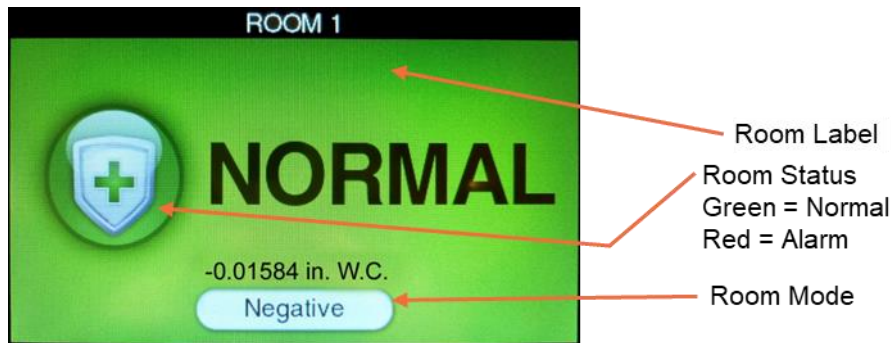 ROOM 1
NORMAL
-0.01584 in. W.C.
Negative
Room Label
Room Status
Green = Normal
Red = Alarm
Room Mode